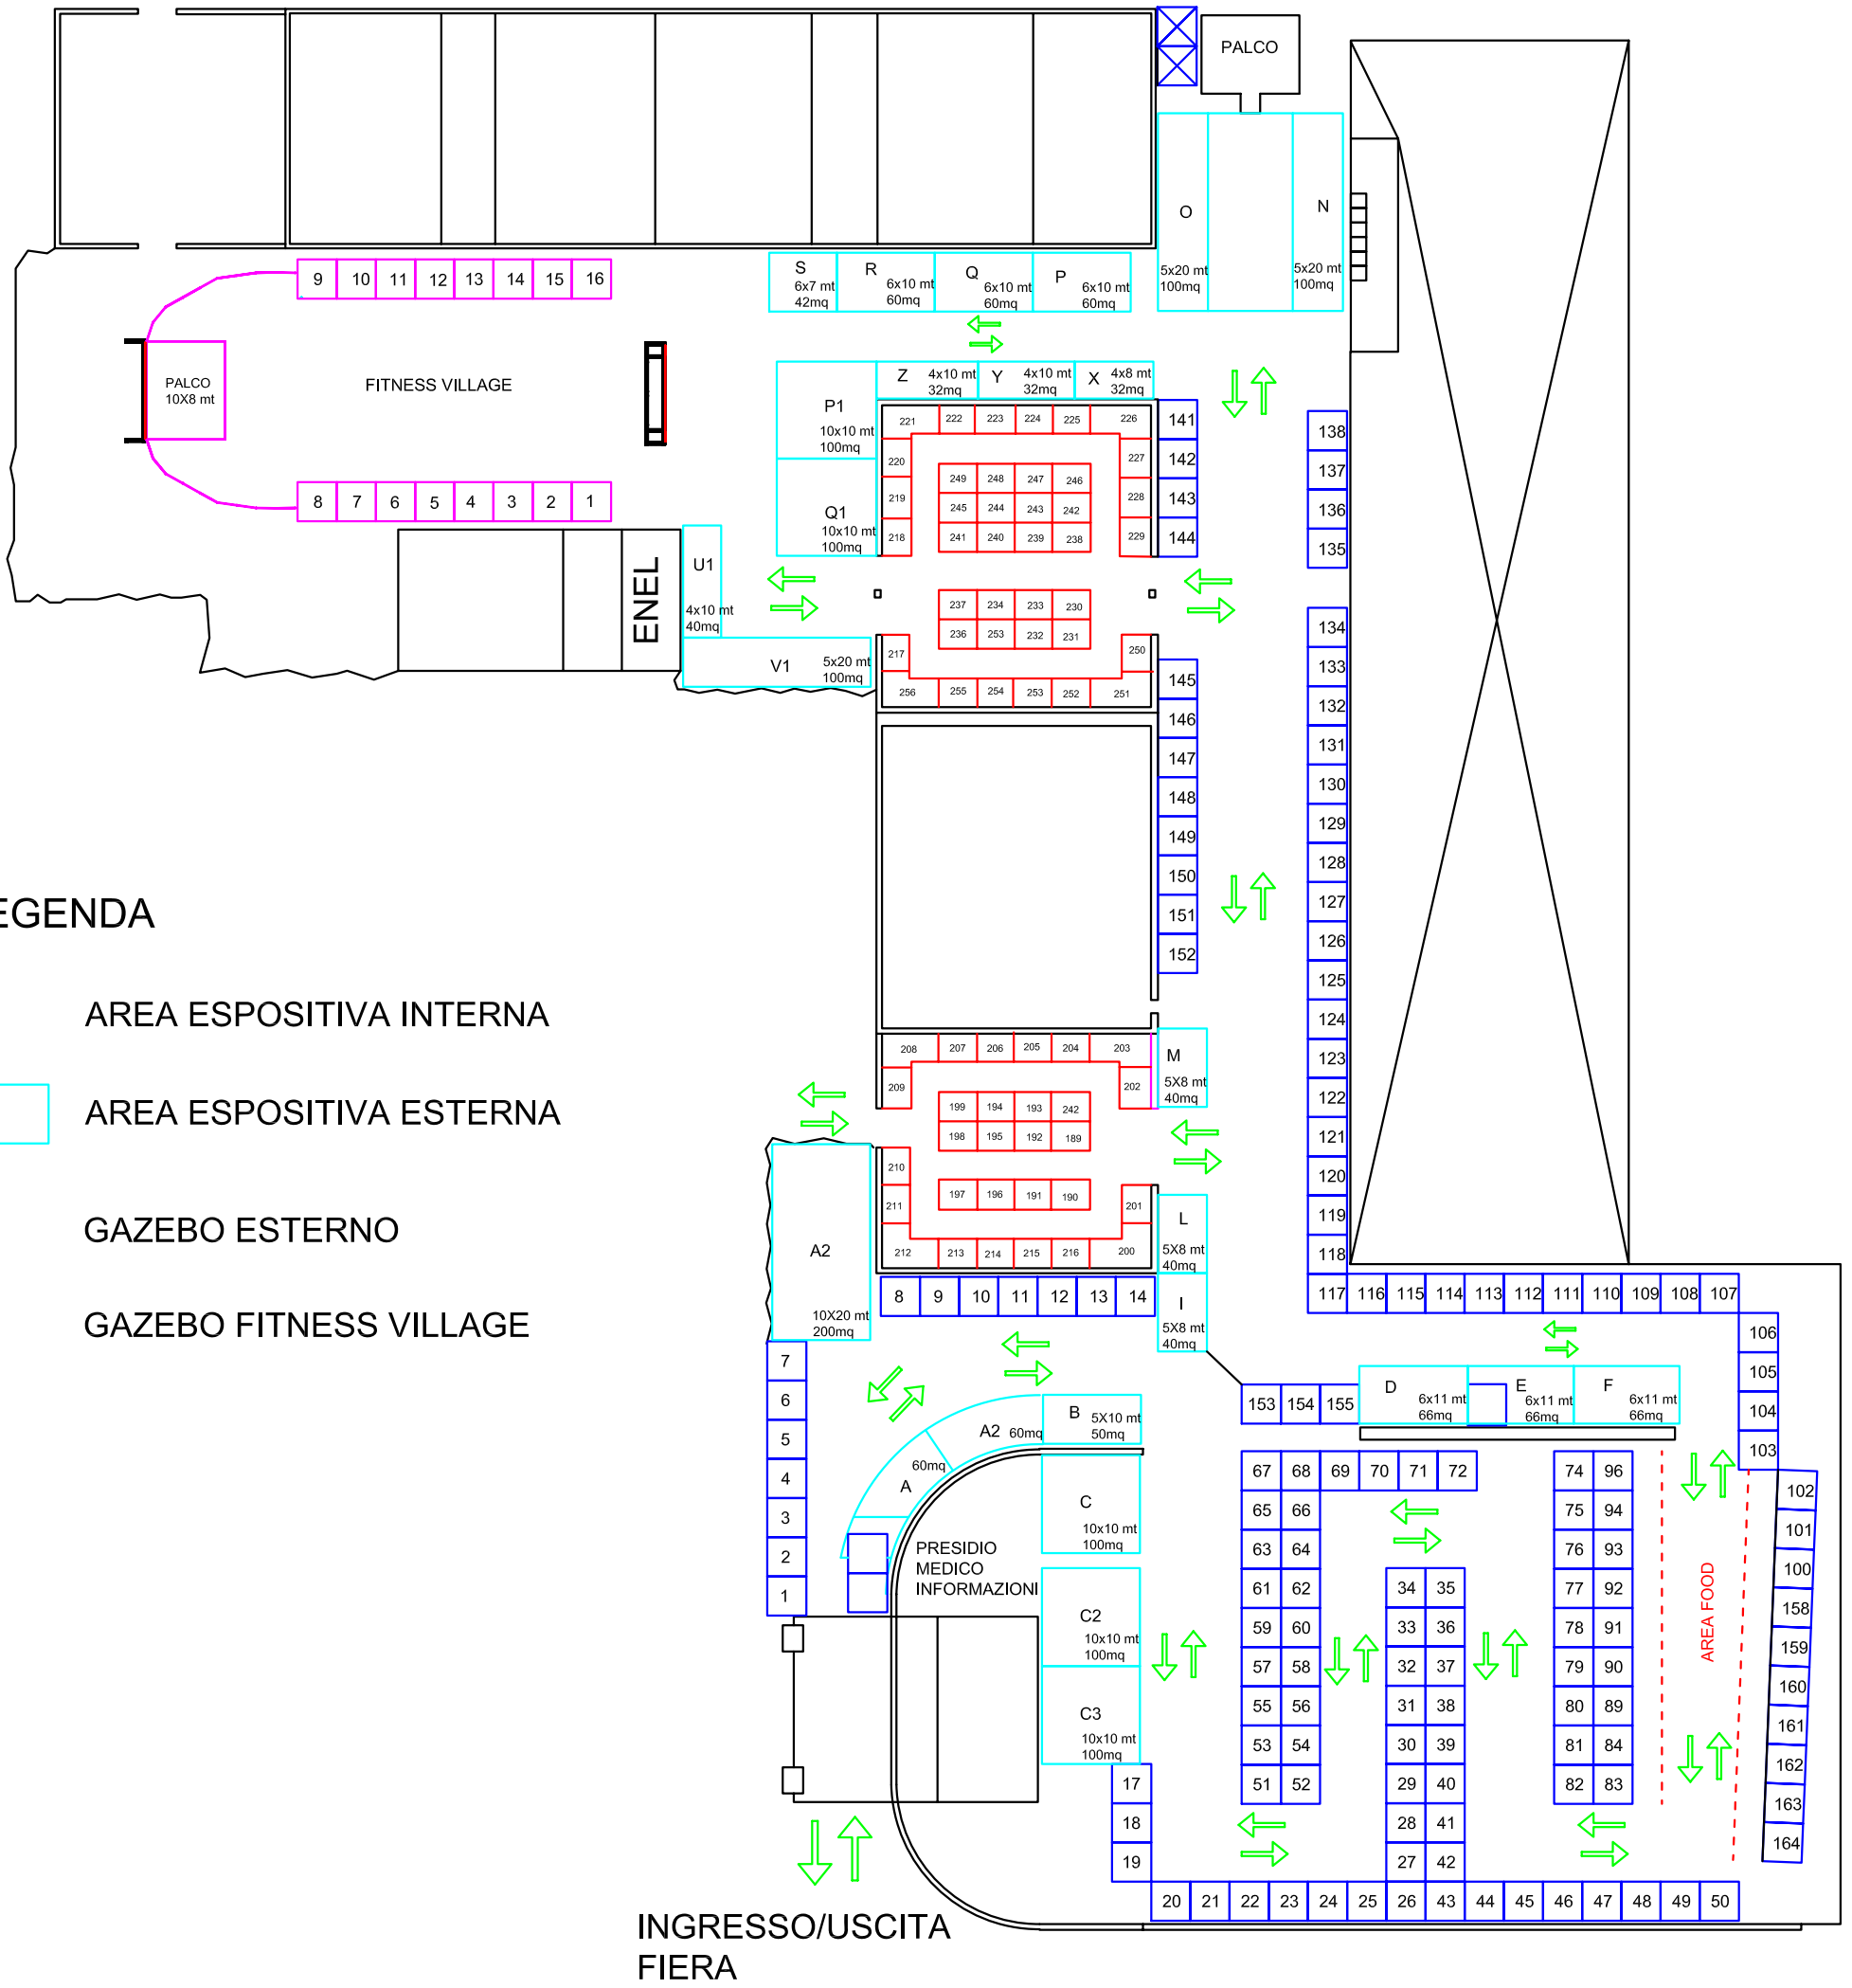 PALCO
O
5x20 mt
100mq
N
5x20 mt
100mq
S
6x7 mt
42mq
R
6x10 mt
60mq
Q
6x10 mt
60mq
P
6x10 mt
60mq
9 10 11 12 13 14 15 16
PALCO
10X8 mt
FITNESS VILLAGE
8 7 6 5 4 3 2 1
P1
10x10 mt
100mq
Q1
10x10 mt
100mq
Z
4x10 mt
32mq
Y
4x10 mt
32mq
X
4x8 mt
32mq
ENEL
U1
4x10 mt
40mq
V1
5x20 mt
100mq
221 222 223 224 225 226
220 227
219 228
218 229
249 248 247 246
245 244 243 242
241 240 239 238
237 234 233 230
236 253 232 231
217 250
256 255 254 253 252 251
141
142
143
144
145
146
147
148
149
150
151
152
138
137
136
135
134
133
132
131
130
129
128
127
126
125
124
123
122
121
120
119
118
117 116 115 114 113 112 111 110 109 108 107
106
105
104
103
102
101
100
158
159
160
161
162
163
164
EGENDA
AREA ESPOSITIVA INTERNA
AREA ESPOSITIVA ESTERNA
GAZEBO ESTERNO
GAZEBO FITNESS VILLAGE
208 207 206 205 204 203
209 202
199 194 193 242
198 195 192 189
210
211
197 196 191 190
201
212 213 214 215 216 200
M
5X8 mt
40mq
L
5X8 mt
40mq
I
5X8 mt
40mq
A2
10X20 mt
200mq
8 9 10 11 12 13 14
7
6
5
4
3
2
1
A2 60mq
60mq
A
B
5X10 mt
50mq
C
10x10 mt
100mq
PRESIDIO
MEDICO
INFORMAZIONI
C2
10x10 mt
100mq
C3
10x10 mt
100mq
153 154 155
D
6x11 mt
66mq
E
6x11 mt
66mq
F
6x11 mt
66mq
67 68 69 70 71 72
65 66
63 64
61 62
59 60
57 58
55 56
53 54
51 52
34 35
33 36
32 37
31 38
30 39
29 40
28 41
27 42
74 96
75 94
76 93
77 92
78 91
79 90
80 89
81 84
82 83
AREA FOOD
17
18
19
20 21 22 23 24 25 26 43 44 45 46 47 48 49 50
INGRESSO/USCITA
FIERA